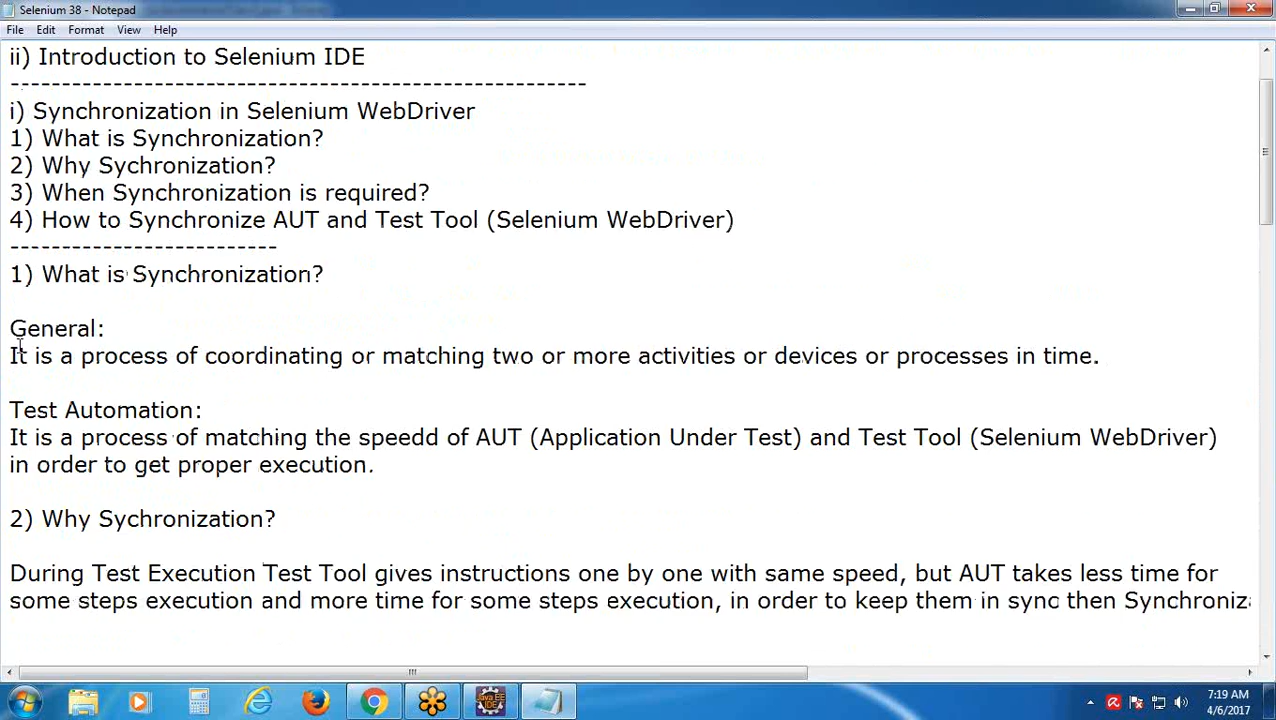 Selenium 38 - Notepad
File Edit Format View Help
ii) Introduction to Selenium IDE
-------------------------------------------------------
i) Synchronization in Selenium WebDriver
1) What is Synchronization?
2) Why Sychronization?
3) When Synchronization is required?
4) How to Synchronize AUT and Test Tool (Selenium WebDriver)
--------------------------
1) What is Synchronization?
General:
It is a process of coordinating or matching two or more activities or devices or processes in time.
Test Automation:
It is a process of matching the speedd of AUT (Application Under Test) and Test Tool (Selenium WebDriver)
in order to get proper execution.
2) Why Sychronization?
During Test Execution Test Tool gives instructions one by one with same speed, but AUT takes less time for
some steps execution and more time for some steps execution, in order to keep them in sync then Synchroniz
Java EE
IDE
7:19 AM
4/6/2017